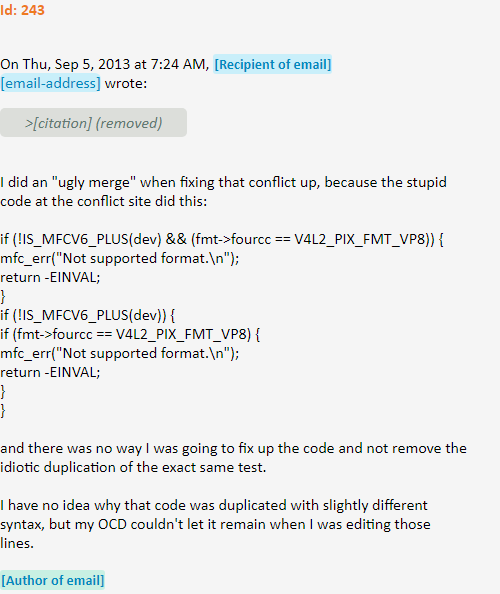 Id: 243
On Thu, Sep 5, 2013 at 7:24 AM, [Recipient of email]
[email-address] wrote:
>[citation] (removed)
I did an "ugly merge" when fixing that conflict up, because the stupid
code at the conflict site did this:
if (!IS_MFCV6_PLUS(dev) && (fmt->fourcc == V4L2_PIX_FMT_VP8)) {
mfc_err("Not supported format.\n");
return -EINVAL;
}
if (!IS_MFCV6_PLUS(dev)) {
if (fmt->fourcc == V4L2_PIX_FMT_VP8) {
mfc_err("Not supported format.\n");
return -EINVAL;
}
}
and there was no way I was going to fix up the code and not remove the
idiotic duplication of the exact same test.
I have no idea why that code was duplicated with slightly different
syntax, but my OCD couldn't let it remain when I was editing those
lines.
[Author of email]